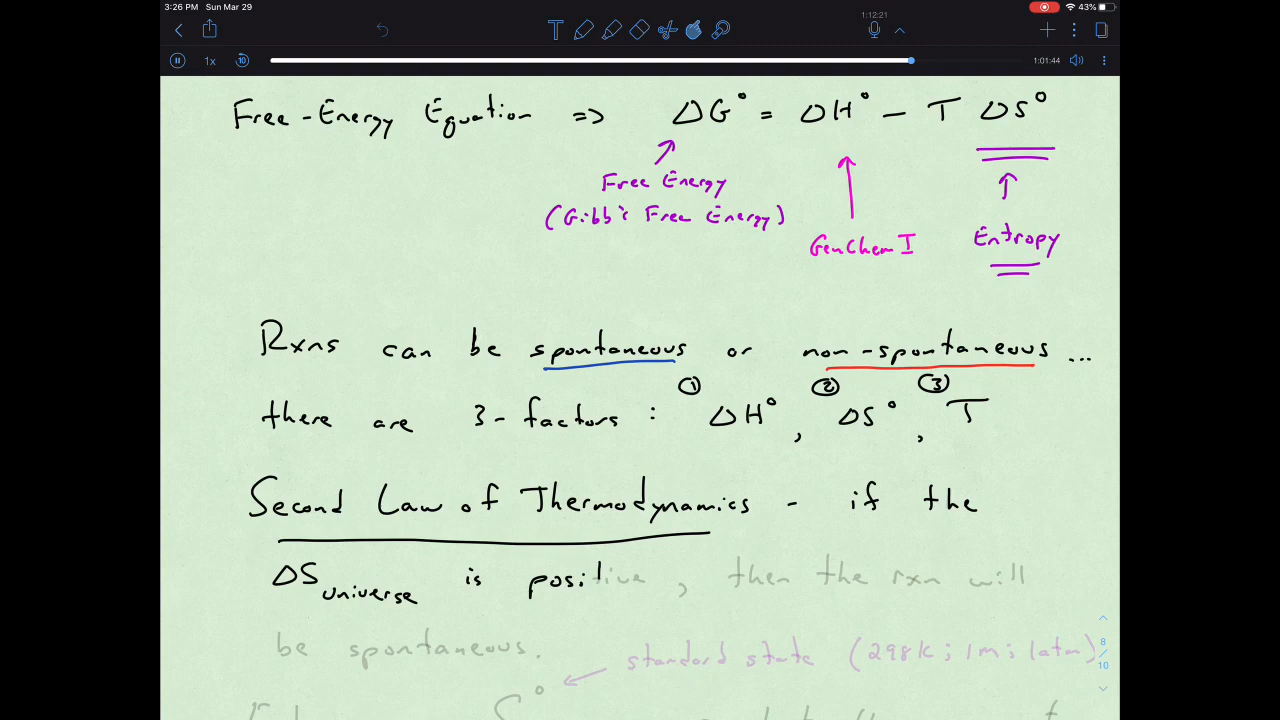 3:26 PM Sun Mar 29
43%
1:12:21
10 1x 1:01:44
Free-Energy Equation => ΔG° = ΔH° - T ΔS°
Free Energy
(Gibb's Free Energy)
GenChem I
Entropy
Rxns can be spontaneous or non-spontaneous ...
there are 3-factors : ① ΔH°, ② ΔS°, ③ T
Second Law of Thermodynamics - if the
ΔS universe is positive, then the rxn will
be spontaneous.
standard state (298K; 1M; 1atm)
8
/
10
S°